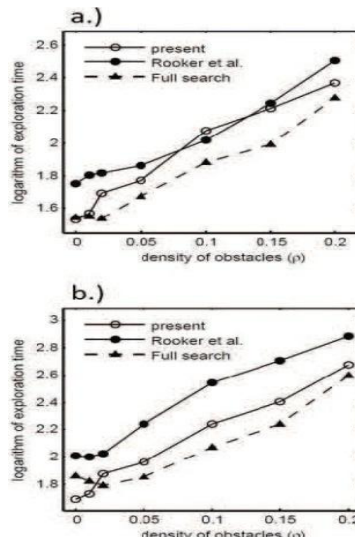 a.)
2.6
2.4
2.2
2
1.8
1.6
logarithm of exploration time
present
Rooker et al.
Full search
0
0.05
0.1
0.15
0.2
density of obstacles (ρ)
b.)
3
2.8
2.6
2.4
2.2
2
1.8
logarithm of exploration time
present
Rooker et al.
Full search
0
0.05
0.1
0.15
0.2
density of obstacles (ρ)